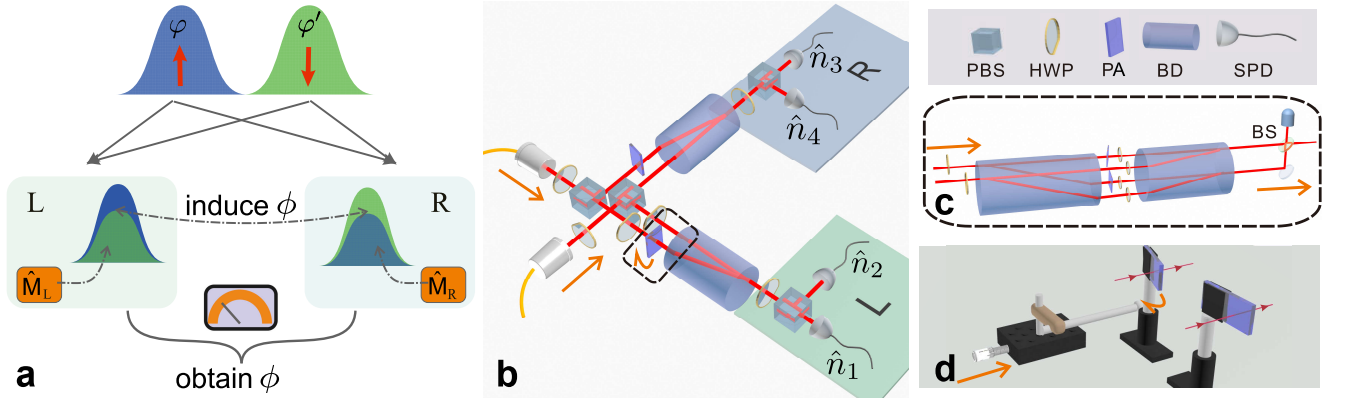 φ
φ′
L
induce ϕ
R
M̂L
M̂R
obtain ϕ
a
n̂3
R
n̂4
n̂2
L
n̂1
b
PBS
HWP
PA
BD
SPD
BS
c
d